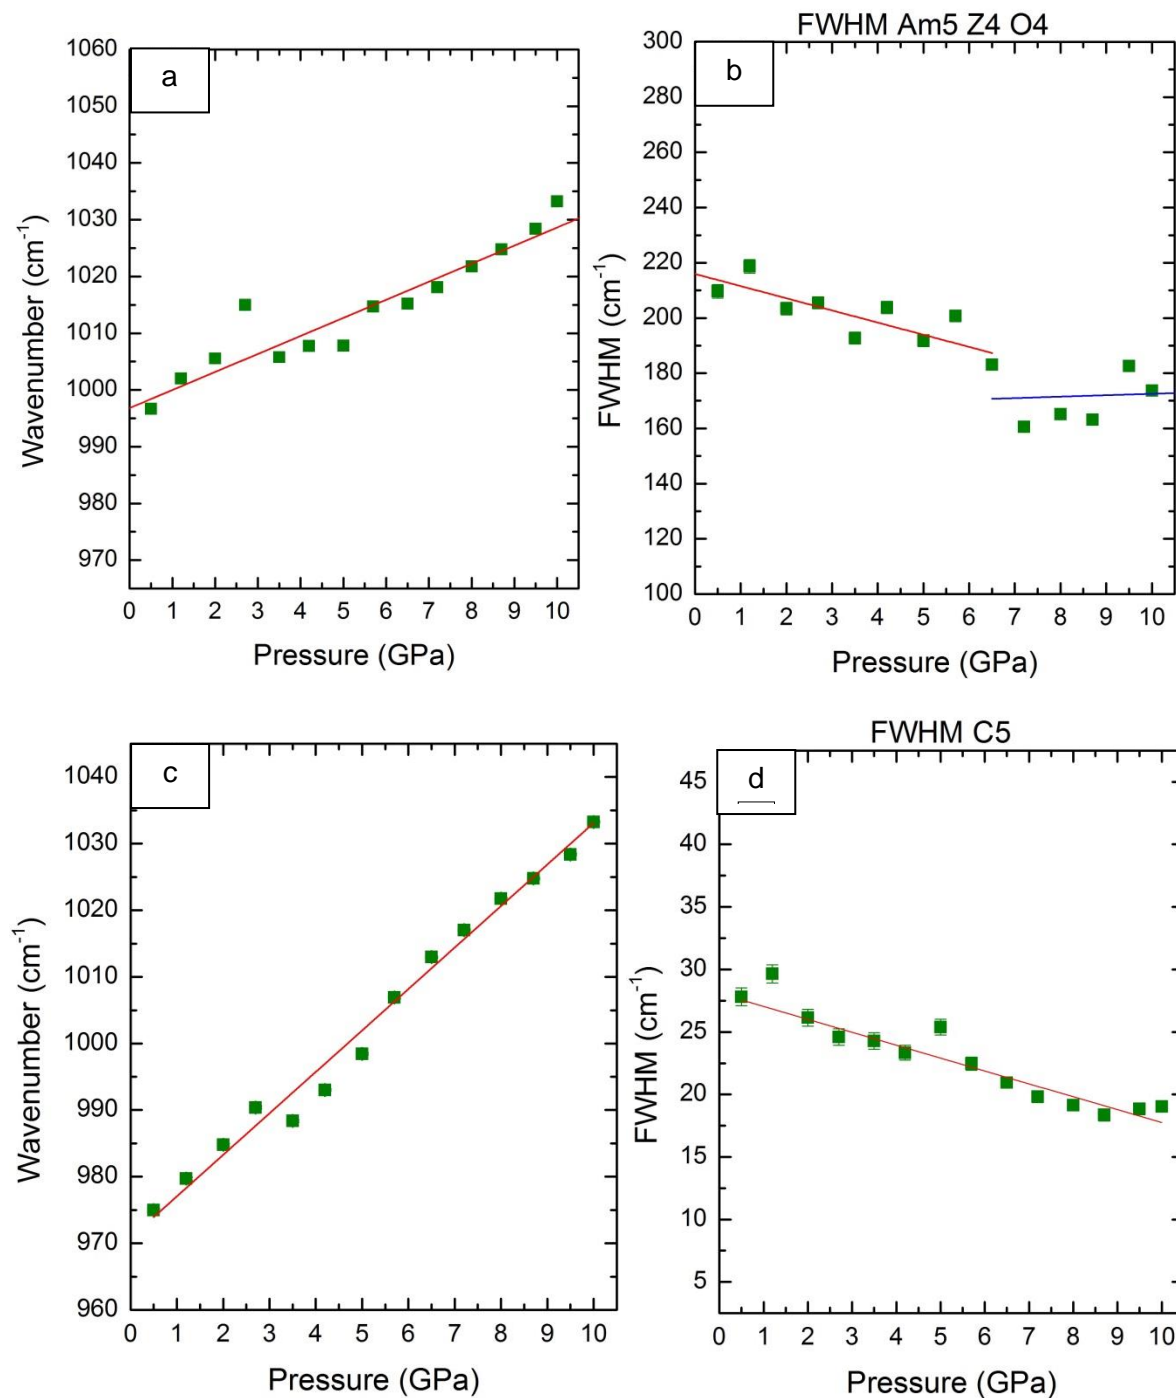 a
1060
1050
1040
1030
1020
1010
1000
990
980
970
0 1 2 3 4 5 6 7 8 9 10
Wavenumber (cm-1)
Pressure (GPa)
FWHM Am5 Z4 O4
b
300
280
260
240
220
200
180
160
140
120
100
0 1 2 3 4 5 6 7 8 9 10
FWHM (cm-1)
Pressure (GPa)
c
1040
1030
1020
1010
1000
990
980
970
960
0 1 2 3 4 5 6 7 8 9 10
Wavenumber (cm-1)
Pressure (GPa)
FWHM C5
d
45
40
35
30
25
20
15
10
5
0 1 2 3 4 5 6 7 8 9 10
FWHM (cm-1)
Pressure (GPa)